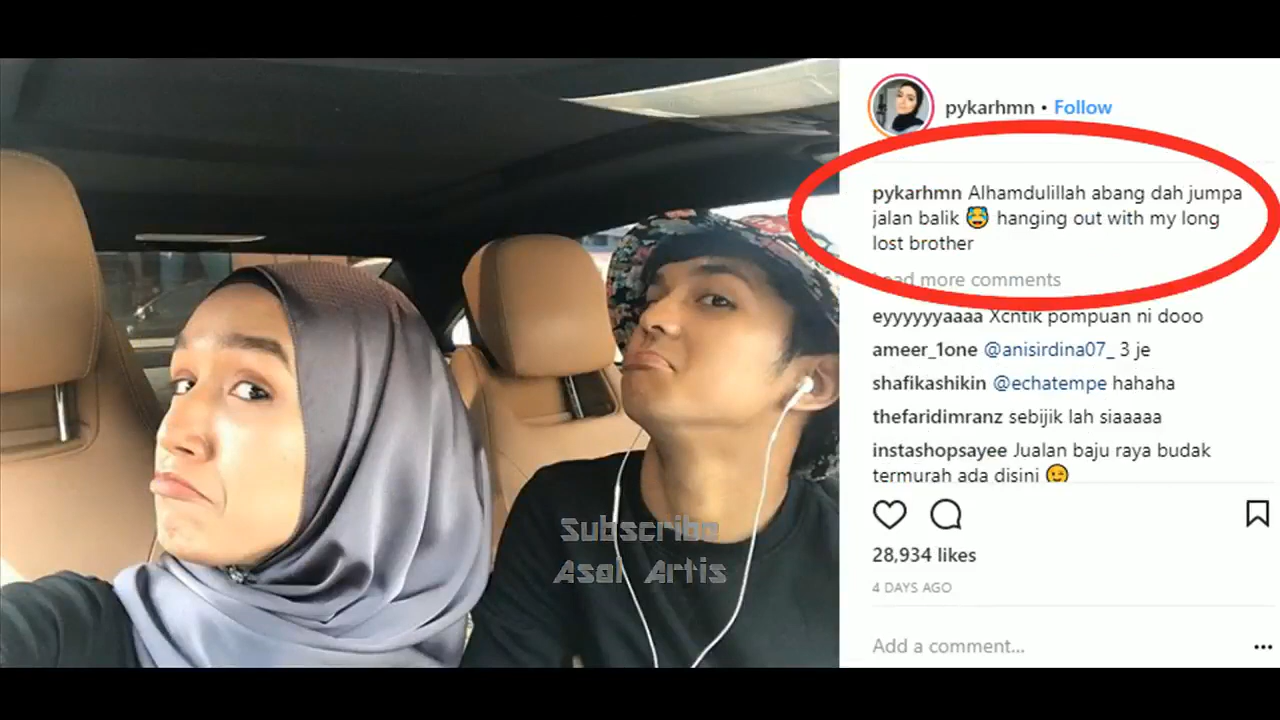 pykarhmn • Follow
pykarhmn Alhamdulillah abang dah jumpa
jalan balik 😹 hanging out with my long
lost brother
Load more comments
eyyyyyyaaaa Xcntik pompuan ni dooo
ameer_1one @anisirdina07_ 3 je
shafikashikin @echatempe hahaha
thefaridimranz sebijik lah siaaaaa
instashopsayee Jualan baju raya budak
termurah ada disini 😉
28,934 likes
4 DAYS AGO
Add a comment...
Subscribe
Asal Artis